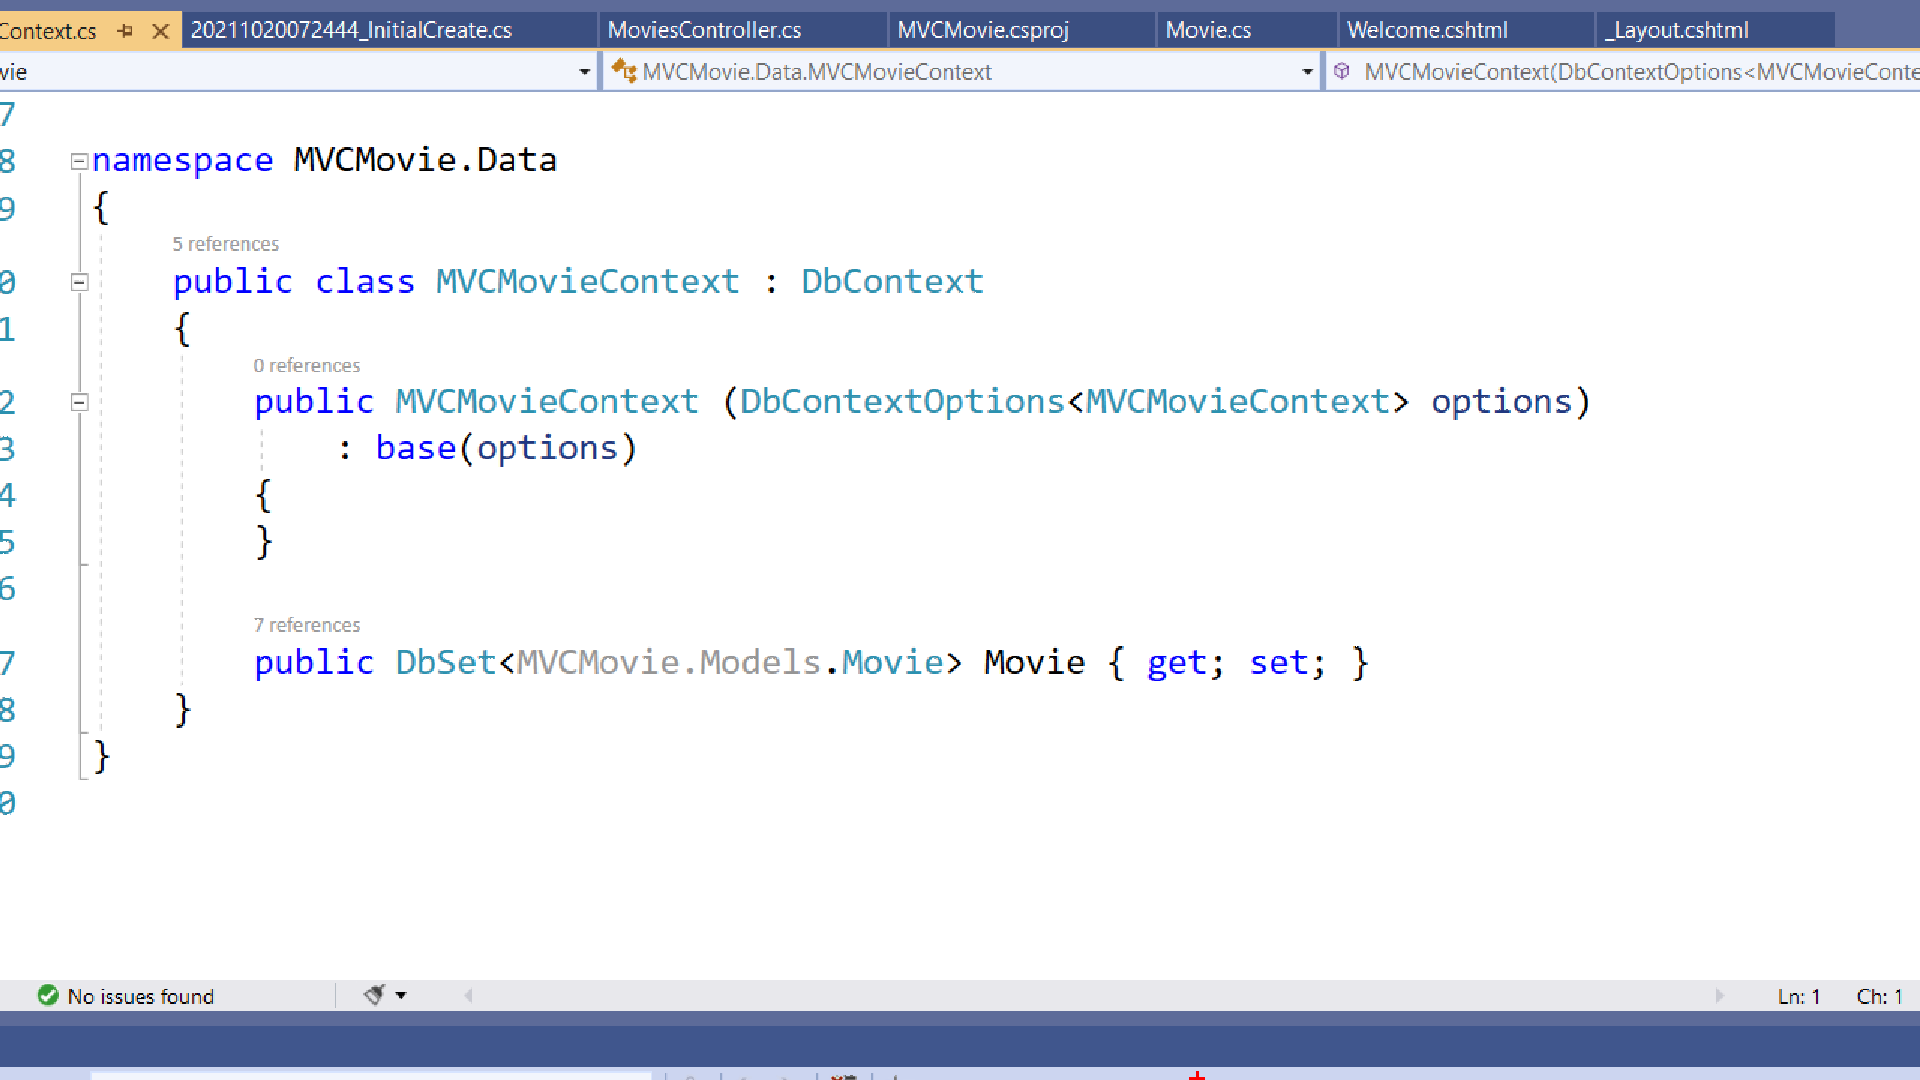 Context.cs 20211020072444_InitialCreate.cs MoviesController.cs MVCMovie.csproj Movie.cs Welcome.cshtml _Layout.cshtml
vie MVCMovie.Data.MVCMovieContext MVCMovieContext(DbContextOptions<MVCMovieConte
7
8 namespace MVCMovie.Data
9 {
5 references
0 public class MVCMovieContext : DbContext
1 {
0 references
2 public MVCMovieContext (DbContextOptions<MVCMovieContext> options)
3 : base(options)
4 {
5 }
6
7 references
7 public DbSet<MVCMovie.Models.Movie> Movie { get; set; }
8 }
9 }
0
No issues found Ln: 1 Ch: 1